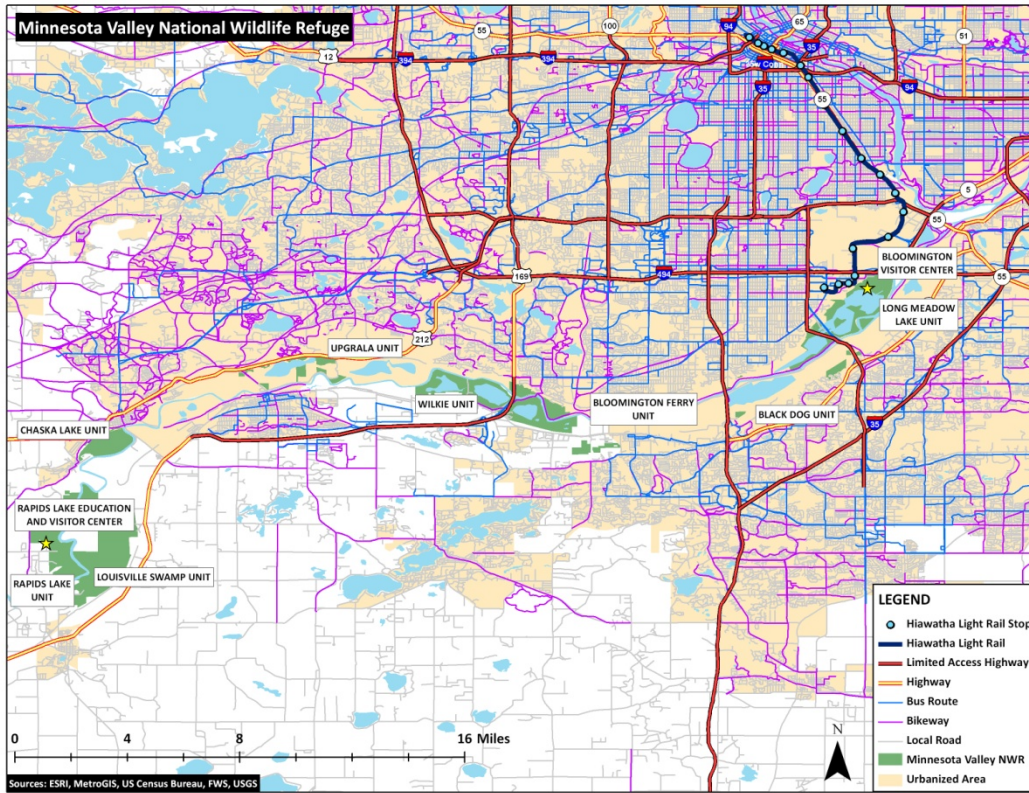 Minnesota Valley National Wildlife Refuge
55
100
94
65
35
51
12
394
394
35
94
55
5
55
BLOOMINGTON
VISITOR CENTER
169
494
55
LONG MEADOW
LAKE UNIT
212
UPGRALA UNIT
WILKIE UNIT
BLOOMINGTON FERRY
UNIT
BLACK DOG UNIT
35
CHASKA LAKE UNIT
RAPIDS LAKE EDUCATION
AND VISITOR CENTER
LOUISVILLE SWAMP UNIT
RAPIDS LAKE
UNIT
LEGEND
Hiawatha Light Rail Stop
Hiawatha Light Rail
Limited Access Highway
Highway
Bus Route
Bikeway
Local Road
Minnesota Valley NWR
Urbanized Area
N
0 4 8 16 Miles
Sources: ESRI, MetroGIS, US Census Bureau, FWS, USGS